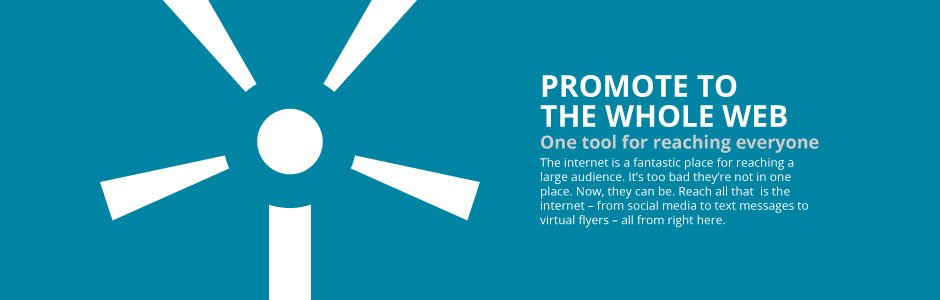 PROMOTE TO
THE WHOLE WEB
One tool for reaching everyone
The internet is a fantastic place for reaching a
large audience. It's too bad they're not in one
place. Now, they can be. Reach all that  is the
internet – from social media to text messages to
virtual flyers – all from right here.